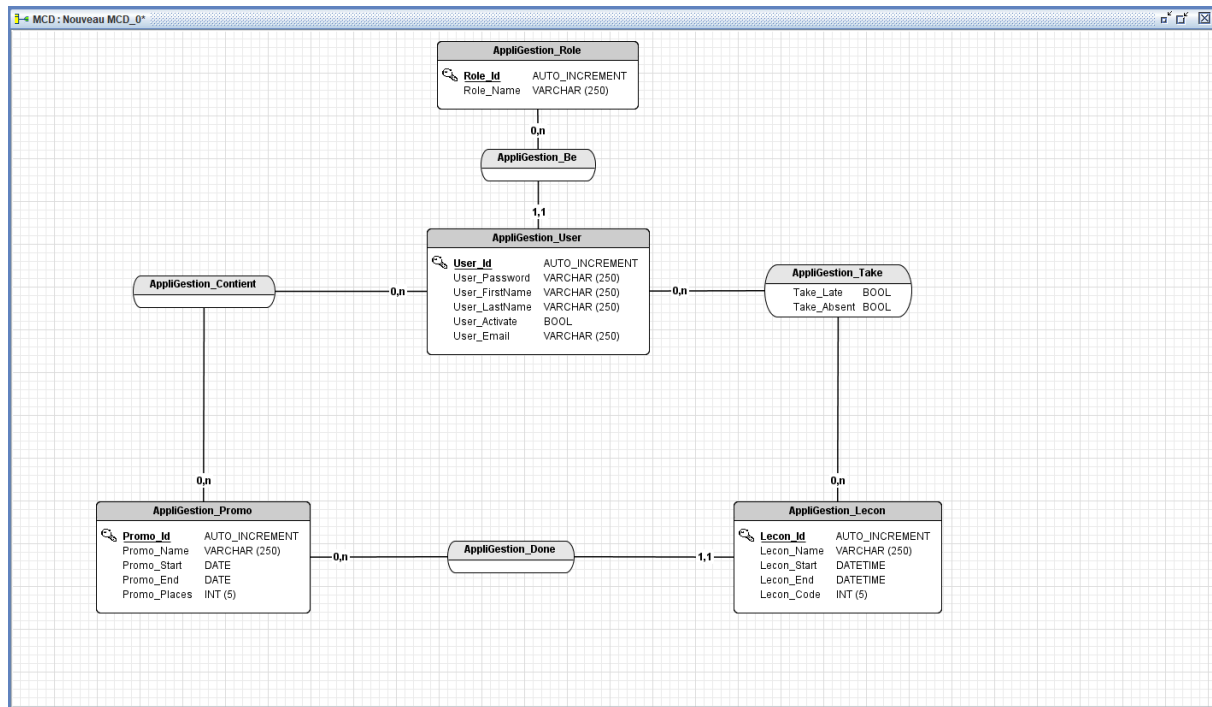 MCD : Nouveau MCD_0*
AppliGestion_Role
Role_Id AUTO_INCREMENT
Role_Name VARCHAR (250)
0,n
AppliGestion_Be
1,1
AppliGestion_User
User_Id AUTO_INCREMENT
User_Password VARCHAR (250)
User_FirstName VARCHAR (250)
User_LastName VARCHAR (250)
User_Activate BOOL
User_Email VARCHAR (250)
AppliGestion_Contient
0,n
0,n
AppliGestion_Take
Take_Late BOOL
Take_Absent BOOL
0,n
0,n
AppliGestion_Promo
Promo_Id AUTO_INCREMENT
Promo_Name VARCHAR (250)
Promo_Start DATE
Promo_End DATE
Promo_Places INT (5)
0,n
AppliGestion_Done
1,1
AppliGestion_Lecon
Lecon_Id AUTO_INCREMENT
Lecon_Name VARCHAR (250)
Lecon_Start DATETIME
Lecon_End DATETIME
Lecon_Code INT (5)